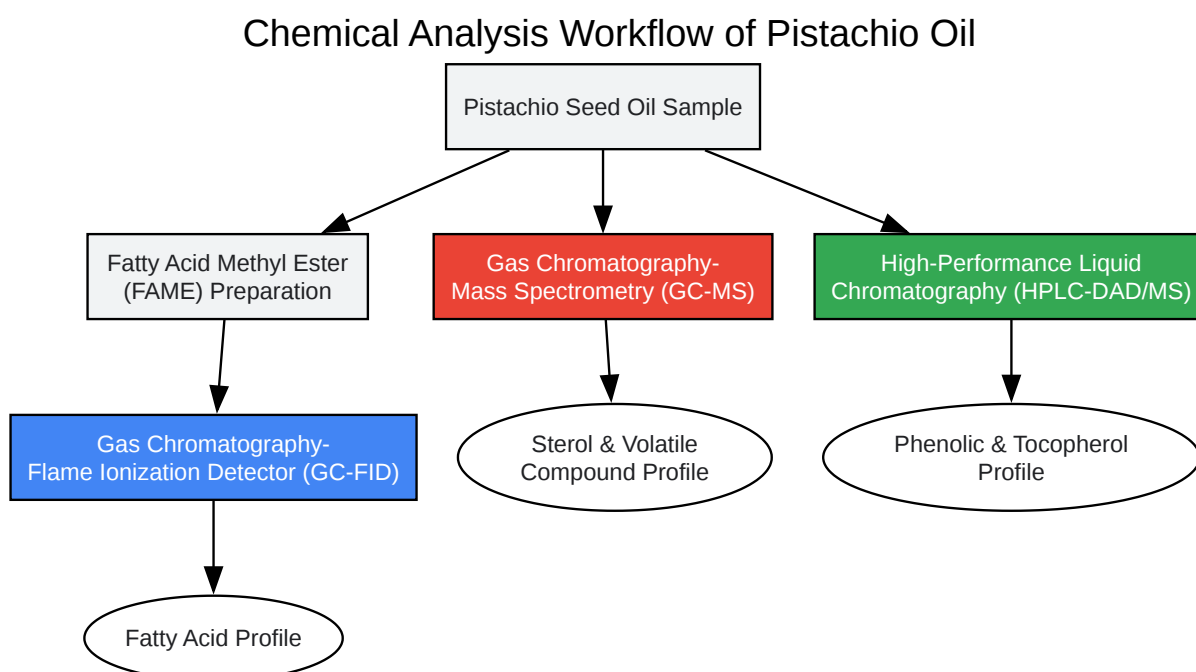 Chemical Analysis Workflow of Pistachio Oil
Pistachio Seed Oil Sample
Fatty Acid Methyl Ester
(FAME) Preparation
Gas Chromatography-
Mass Spectrometry (GC-MS)
High-Performance Liquid
Chromatography (HPLC-DAD/MS)
Gas Chromatography-
Flame Ionization Detector (GC-FID)
Sterol & Volatile
Compound Profile
Phenolic & Tocopherol
Profile
Fatty Acid Profile